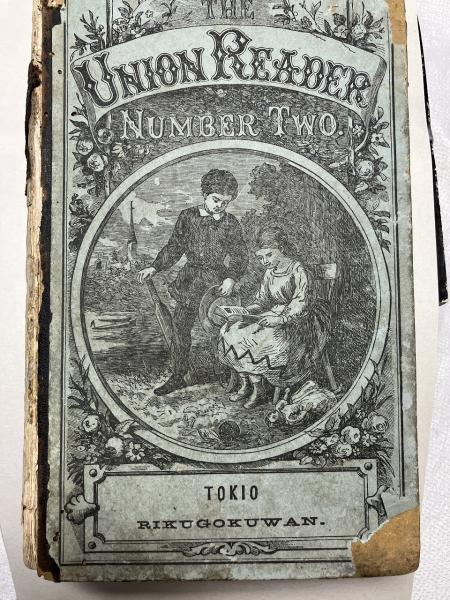 THE
UNION READER
NUMBER TWO.
TOKIO
RIKUGOKUWAN.